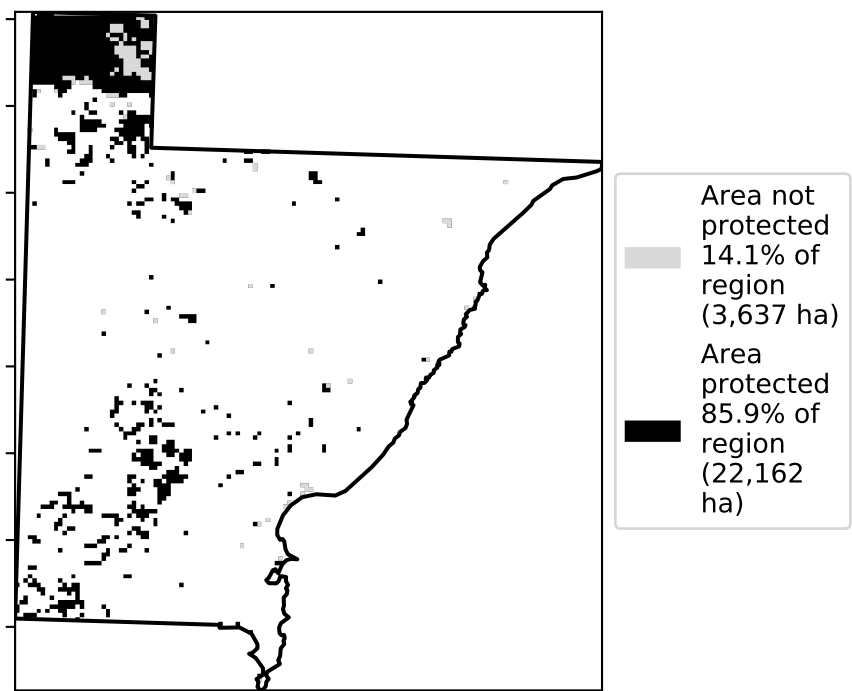 Area not
protected
14.1% of
region
(3,637 ha)
Area
protected
85.9% of
region
(22,162
ha)